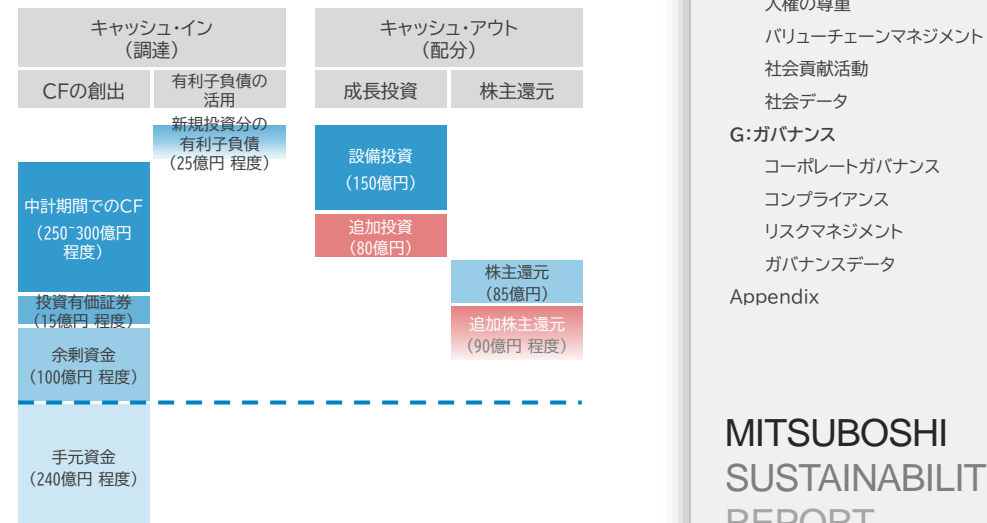 キャッシュ・イン
（調達）
キャッシュ・アウト
（配分）
CFの創出
有利子負債の
活用
成長投資
株主還元
新規投資分の
有利子負債
（25億円 程度）
中計期間でのCF
（250~300億円
程度）
投資有価証券
（15億円 程度）
余剰資金
（100億円 程度）
手元資金
（240億円 程度）
設備投資
（150億円）
追加投資
（80億円）
株主還元
（85億円）
追加株主還元
（90億円 程度）
人権の尊重
バリューチェーンマネジメント
社会貢献活動
社会データ
G：ガバナンス
コーポレートガバナンス
コンプライアンス
リスクマネジメント
ガバナンスデータ
Appendix
MITSUBOSHI
SUSTAINABILIT
REPORT